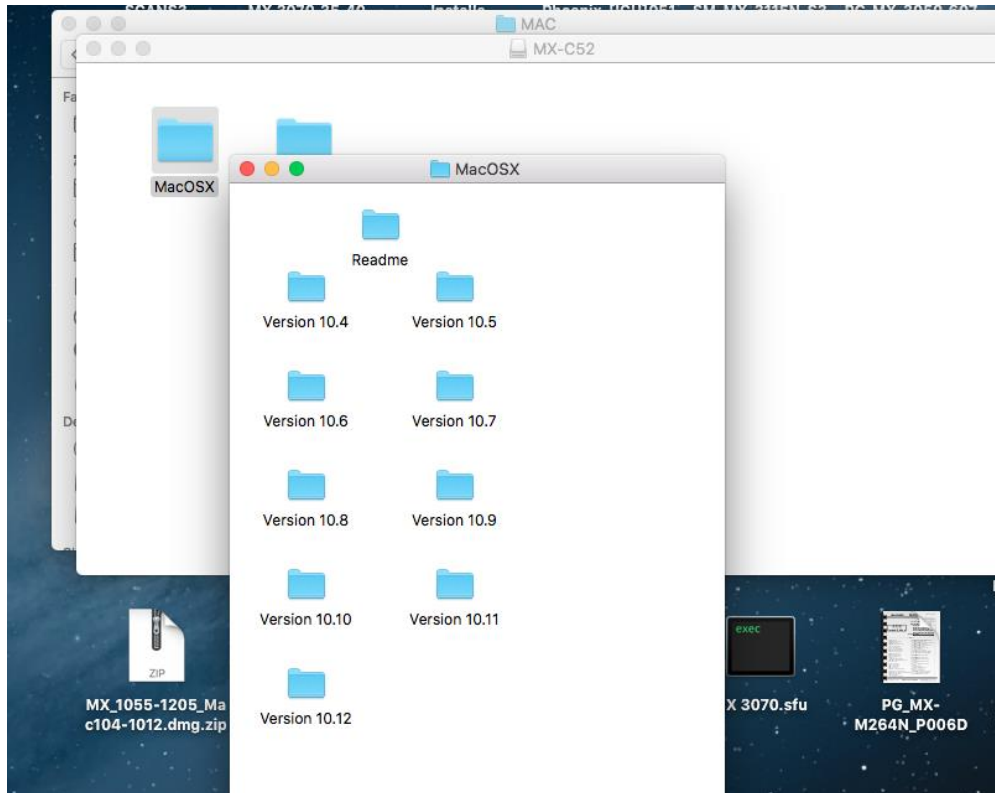 MAC
MX-C52
Fa
MacOSX
MacOSX
Readme
Version 10.4
Version 10.5
Version 10.6
Version 10.7
De
Version 10.8
Version 10.9
Version 10.10
Version 10.11
Version 10.12
ZIP
MX_1055-1205_Ma
c104-1012.dmg.zip
exec
X 3070.sfu
PG_MX-
M264N_P006D